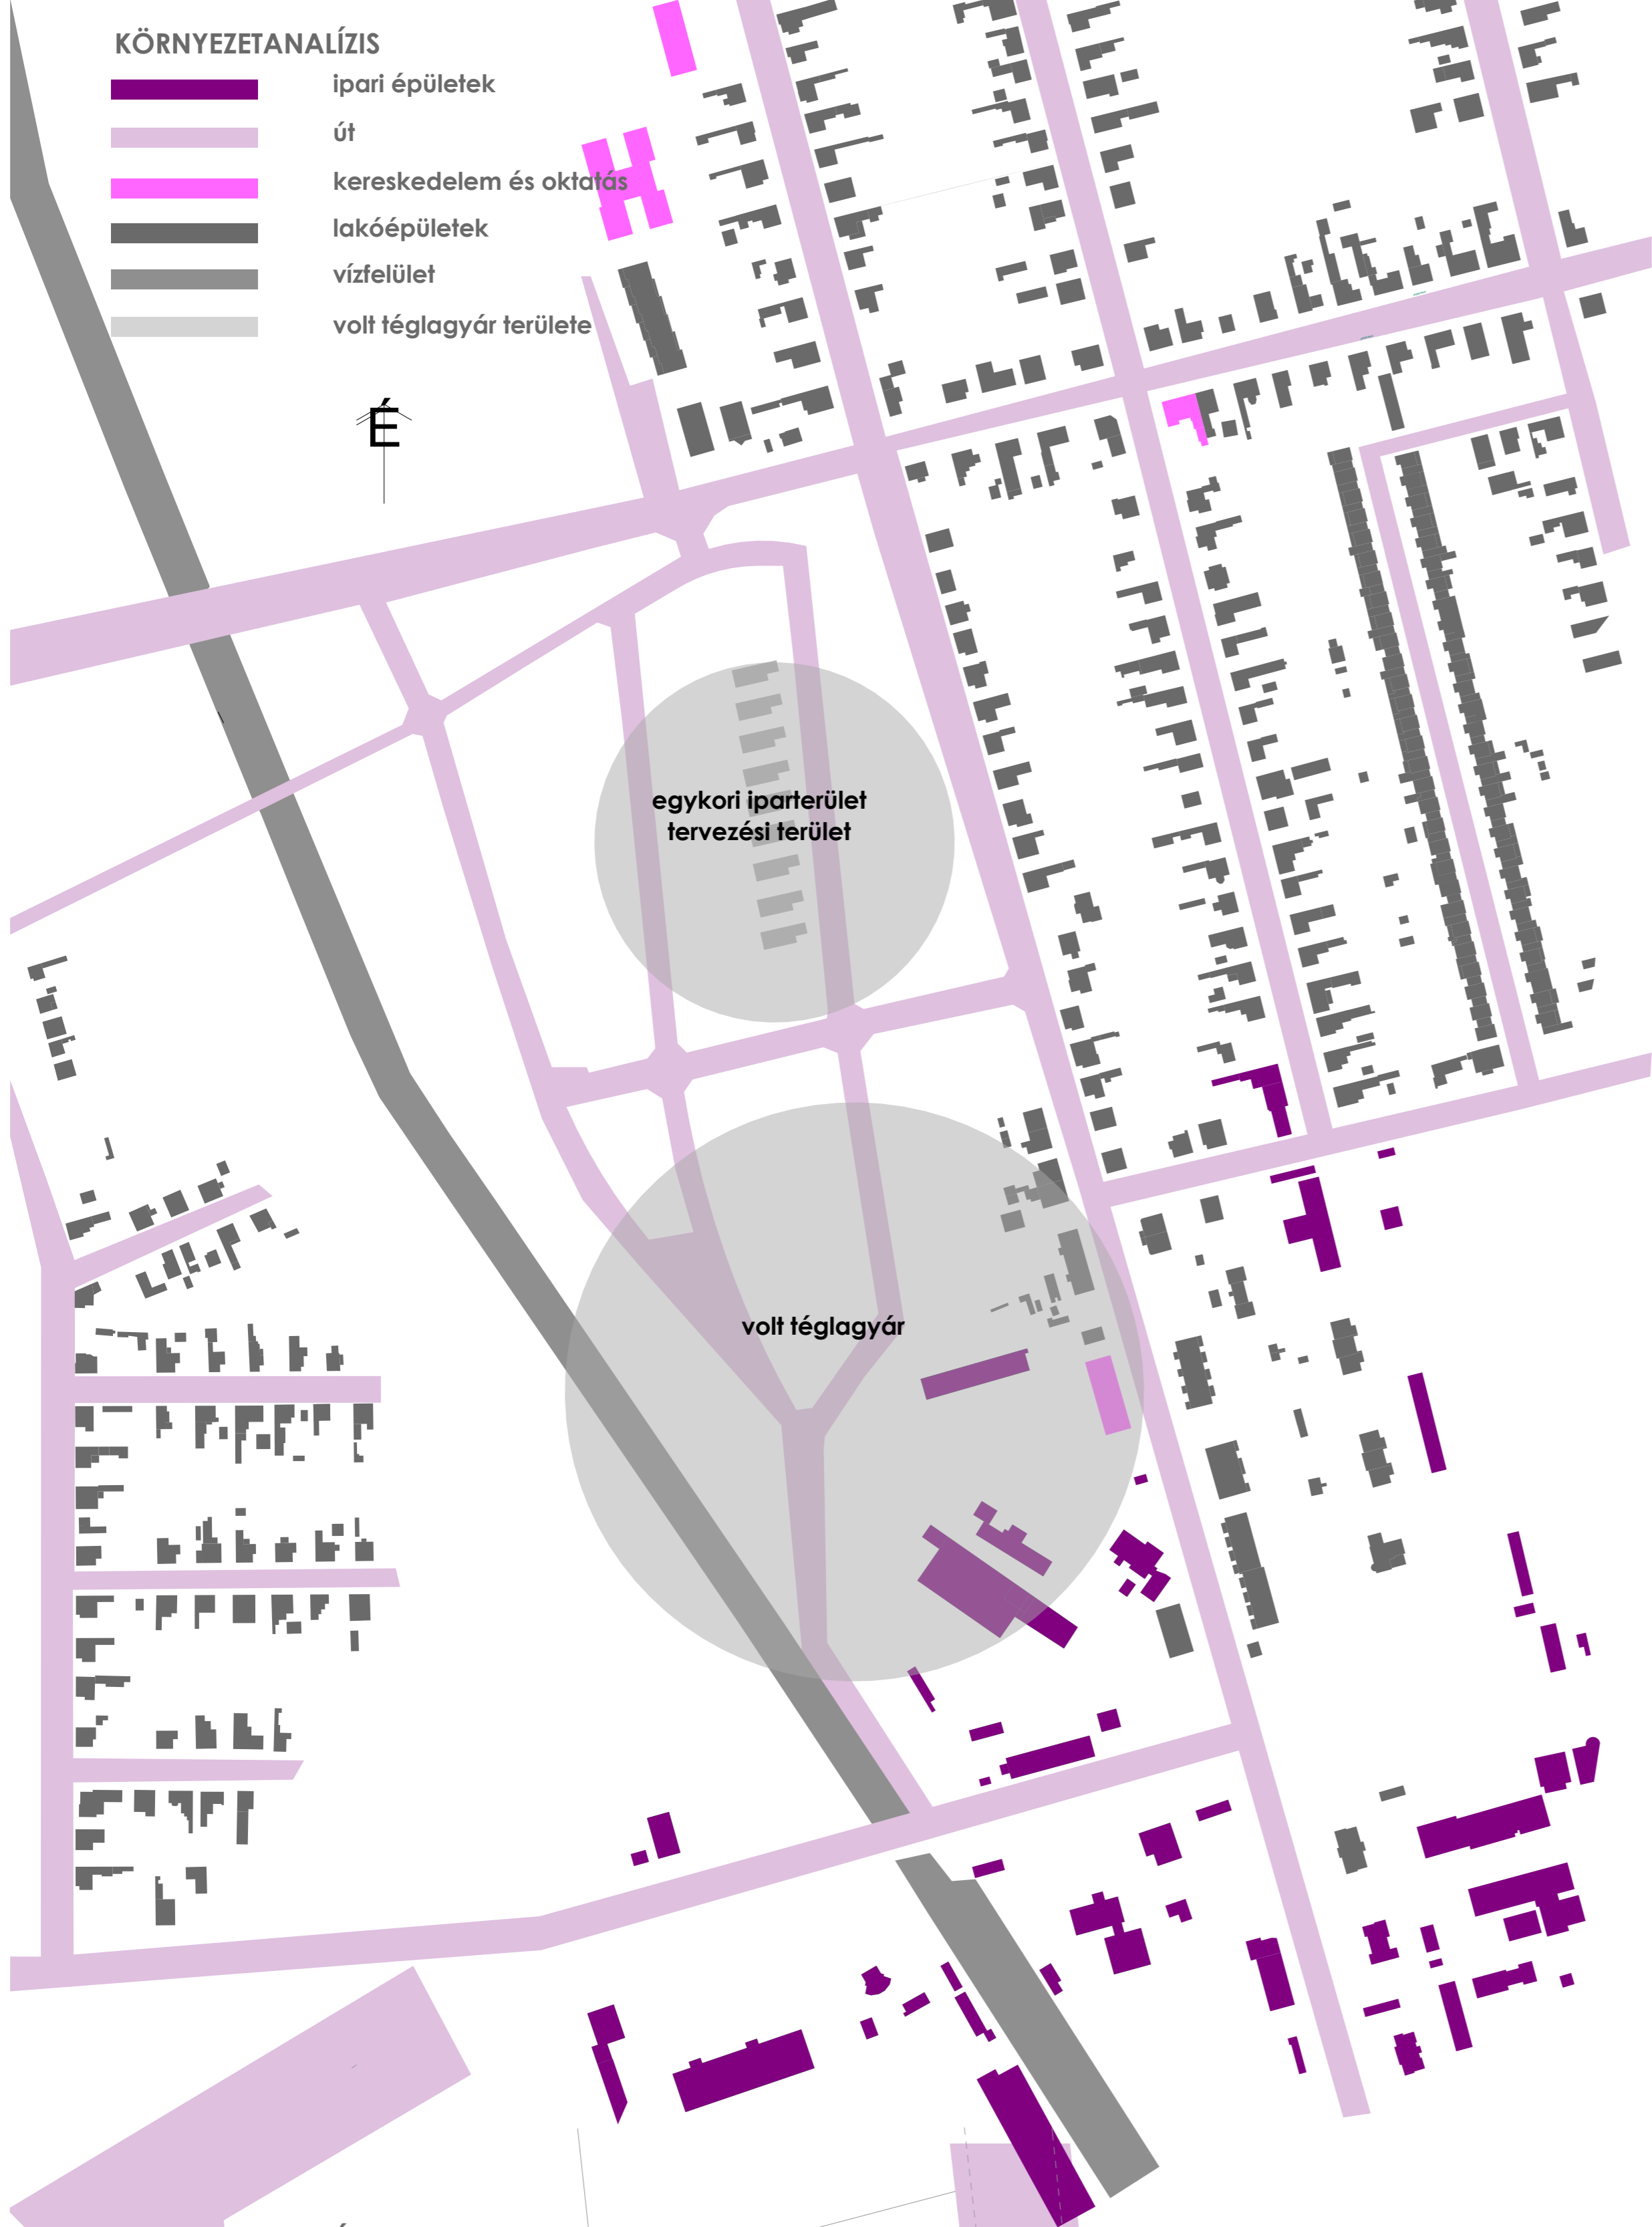 KÖRNYEZETANALÍZIS
ipari épületek
út
kereskedelem és oktatás
lakóépületek
vízfelület
volt téglagyár területe
É
egykori iparterület
tervezési terület
volt téglagyár